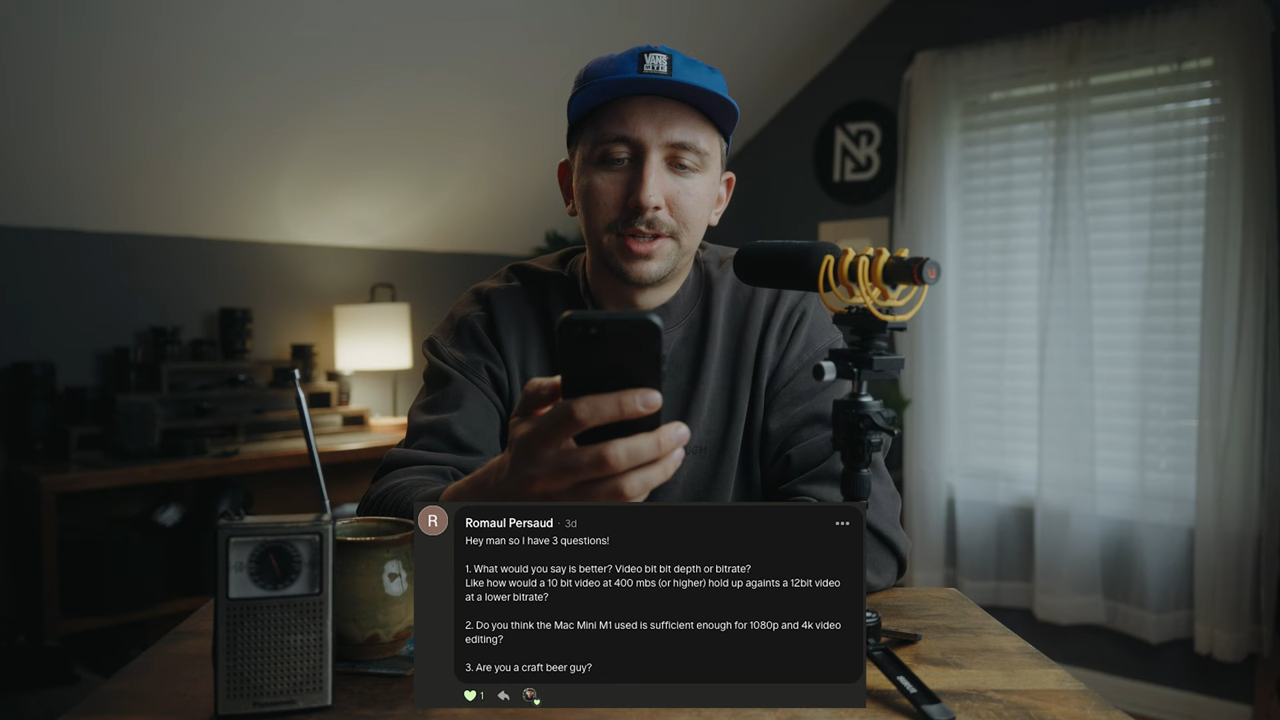 VANS
MTE
NB
R
Romaul Persaud · 3d
Hey man so I have 3 questions!
1. What would you say is better? Video bit bit depth or bitrate?
Like how would a 10 bit video at 400 mbs (or higher) hold up againts a 12bit video
at a lower bitrate?
2. Do you think the Mac Mini M1 used is sufficient enough for 1080p and 4k video
editing?
3. Are you a craft beer guy?
1
Panasonic